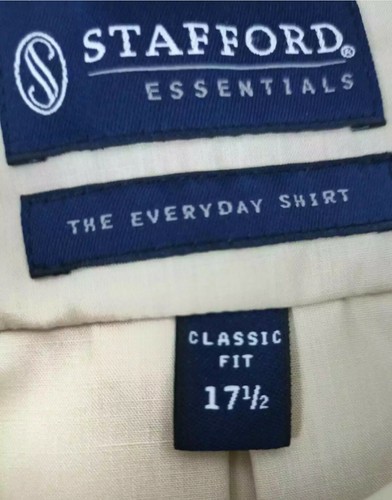 S STAFFORD®
ESSENTIALS
THE EVERYDAY SHIRT
CLASSIC
FIT
17½